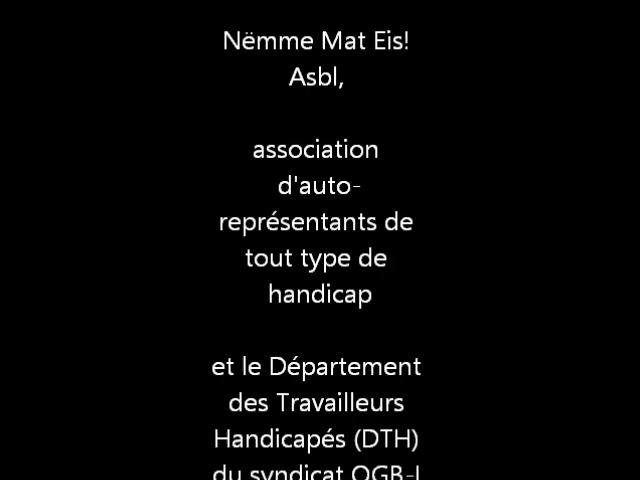 Nëmme Mat Eis!
Asbl,
association
d'auto-
représentants de
tout type de
handicap
et le Département
des Travailleurs
Handicapés (DTH)
du syndicat OGB-L